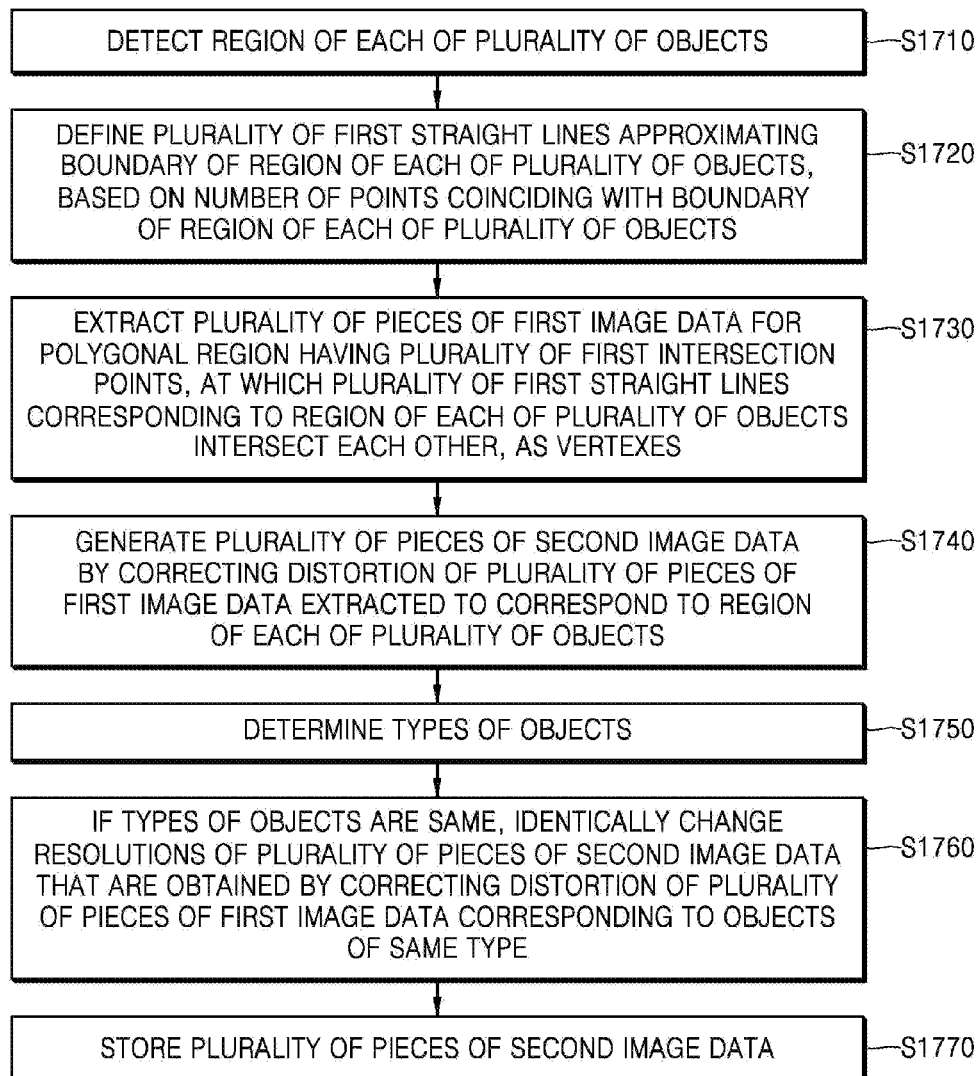 DETECT REGION OF EACH OF PLURALITY OF OBJECTS
S1710
DEFINE PLURALITY OF FIRST STRAIGHT LINES APPROXIMATING
BOUNDARY OF REGION OF EACH OF PLURALITY OF OBJECTS,
BASED ON NUMBER OF POINTS COINCIDING WITH BOUNDARY
OF REGION OF EACH OF PLURALITY OF OBJECTS
S1720
EXTRACT PLURALITY OF PIECES OF FIRST IMAGE DATA FOR
POLYGONAL REGION HAVING PLURALITY OF FIRST INTERSECTION
POINTS, AT WHICH PLURALITY OF FIRST STRAIGHT LINES
CORRESPONDING TO REGION OF EACH OF PLURALITY OF OBJECTS
INTERSECT EACH OTHER, AS VERTEXES
S1730
GENERATE PLURALITY OF PIECES OF SECOND IMAGE DATA
BY CORRECTING DISTORTION OF PLURALITY OF PIECES OF
FIRST IMAGE DATA EXTRACTED TO CORRESPOND TO REGION
OF EACH OF PLURALITY OF OBJECTS
S1740
DETERMINE TYPES OF OBJECTS
S1750
IF TYPES OF OBJECTS ARE SAME, IDENTICALLY CHANGE
RESOLUTIONS OF PLURALITY OF PIECES OF SECOND IMAGE DATA
THAT ARE OBTAINED BY CORRECTING DISTORTION OF PLURALITY
OF PIECES OF FIRST IMAGE DATA CORRESPONDING TO OBJECTS
OF SAME TYPE
S1760
STORE PLURALITY OF PIECES OF SECOND IMAGE DATA
S1770